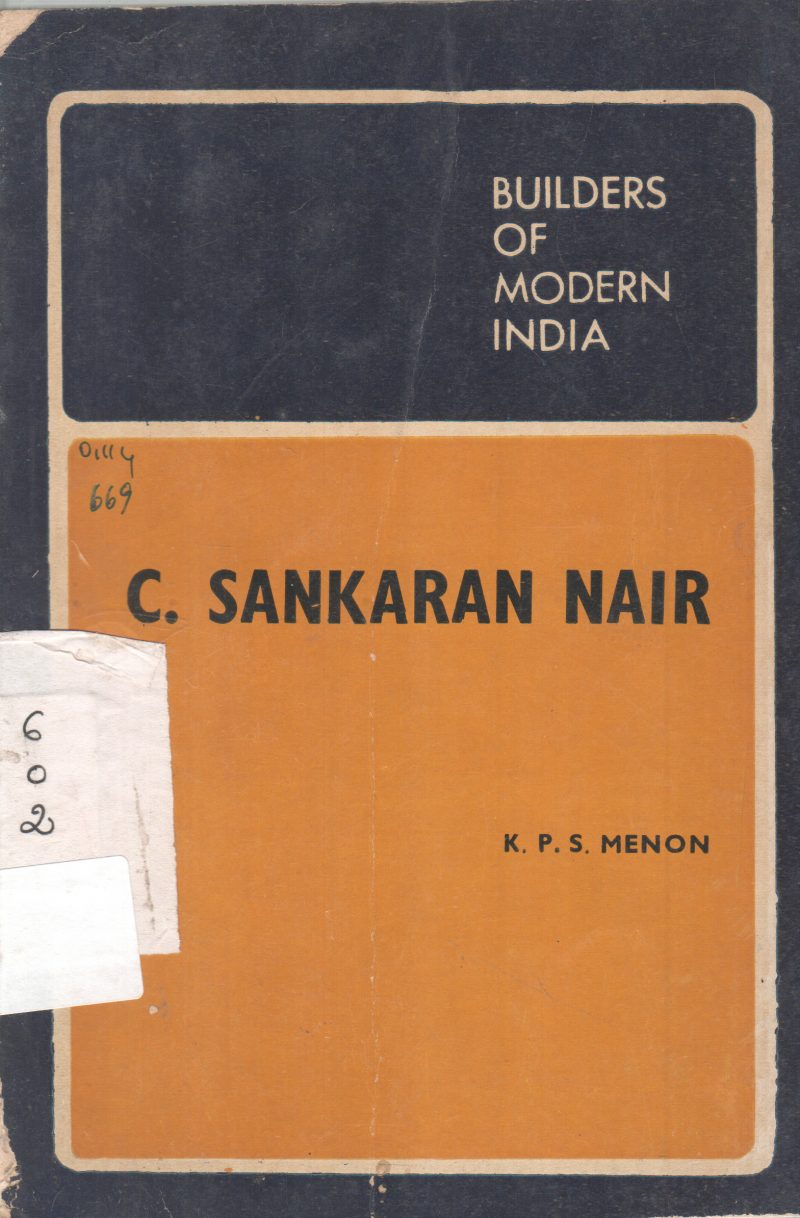 BUILDERS
OF
MODERN
INDIA
669
C. SANKARAN NAIR
6
0
2
K. P. S. MENON